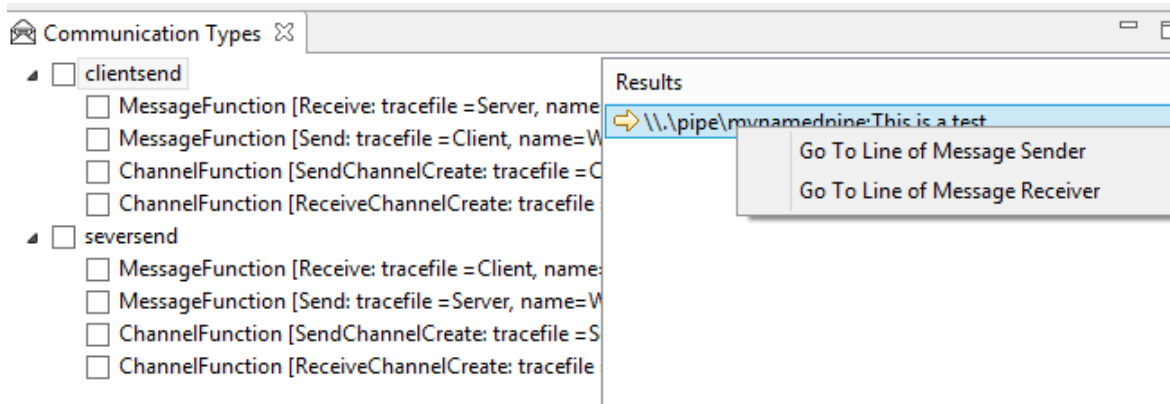 Communication Types
clientsend
MessageFunction [Receive: tracefile =Server, name
MessageFunction [Send: tracefile =Client, name=W
ChannelFunction [SendChannelCreate: tracefile =C
ChannelFunction [ReceiveChannelCreate: tracefile
seversend
MessageFunction [Receive: tracefile =Client, name=
MessageFunction [Send: tracefile =Server, name=W
ChannelFunction [SendChannelCreate: tracefile =S
ChannelFunction [ReceiveChannelCreate: tracefile
Results
\\.\pipe\mynamedpipe:This is a test
Go To Line of Message Sender
Go To Line of Message Receiver